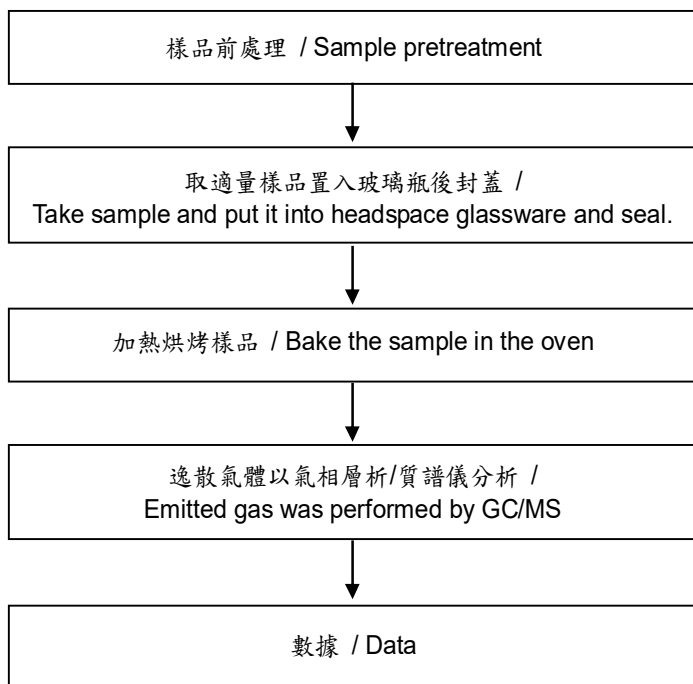 樣品前處理 / Sample pretreatment
取適量樣品置入玻璃瓶後封蓋 /
Take sample and put it into headspace glassware and seal.
加熱烘烤樣品 / Bake the sample in the oven
逸散氣體以氣相層析/質譜儀分析 /
Emitted gas was performed by GC/MS
數據 / Data